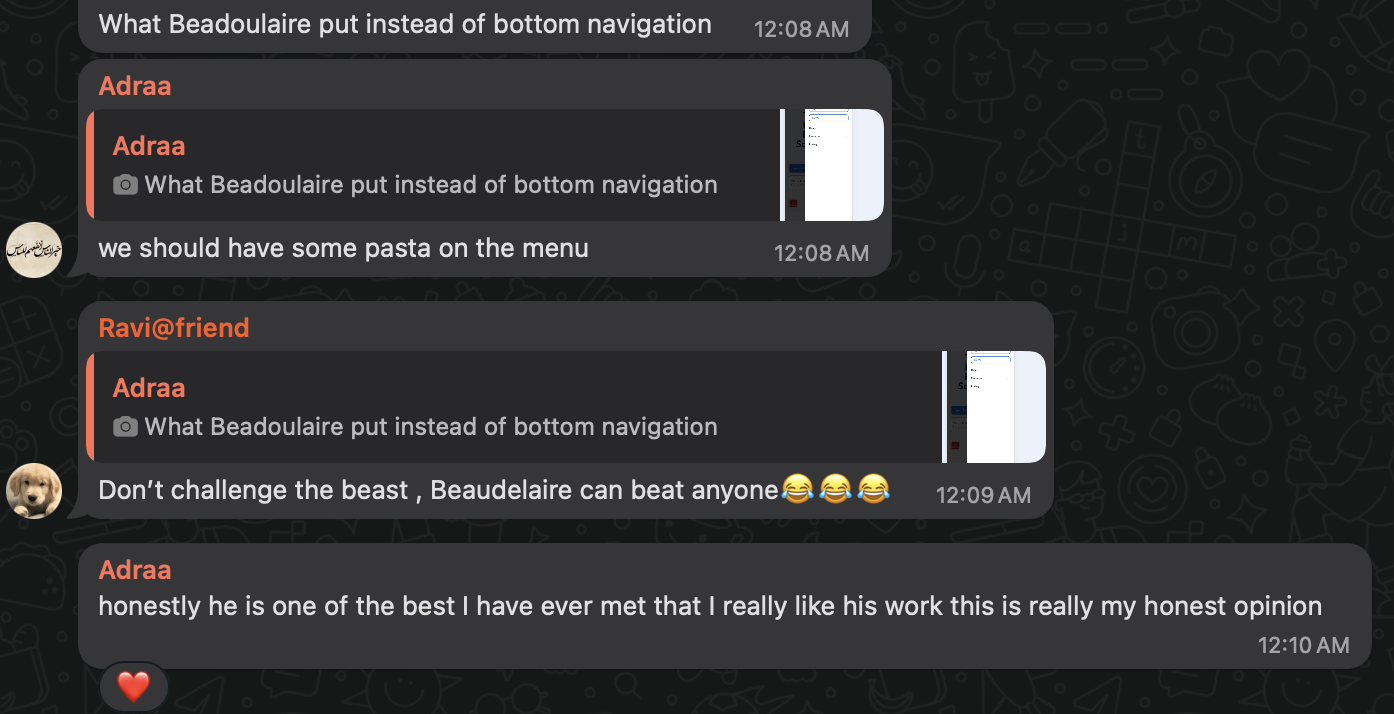 What Beadoulaire put instead of bottom navigation 12:08 AM
Adraa
Adraa
What Beadoulaire put instead of bottom navigation
we should have some pasta on the menu 12:08 AM
Ravi@friend
Adraa
What Beadoulaire put instead of bottom navigation
Don’t challenge the beast , Beaudelaire can beat anyone😂😂😂 12:09 AM
Adraa
honestly he is one of the best I have ever met that I really like his work this is really my honest opinion
12:10 AM
❤️